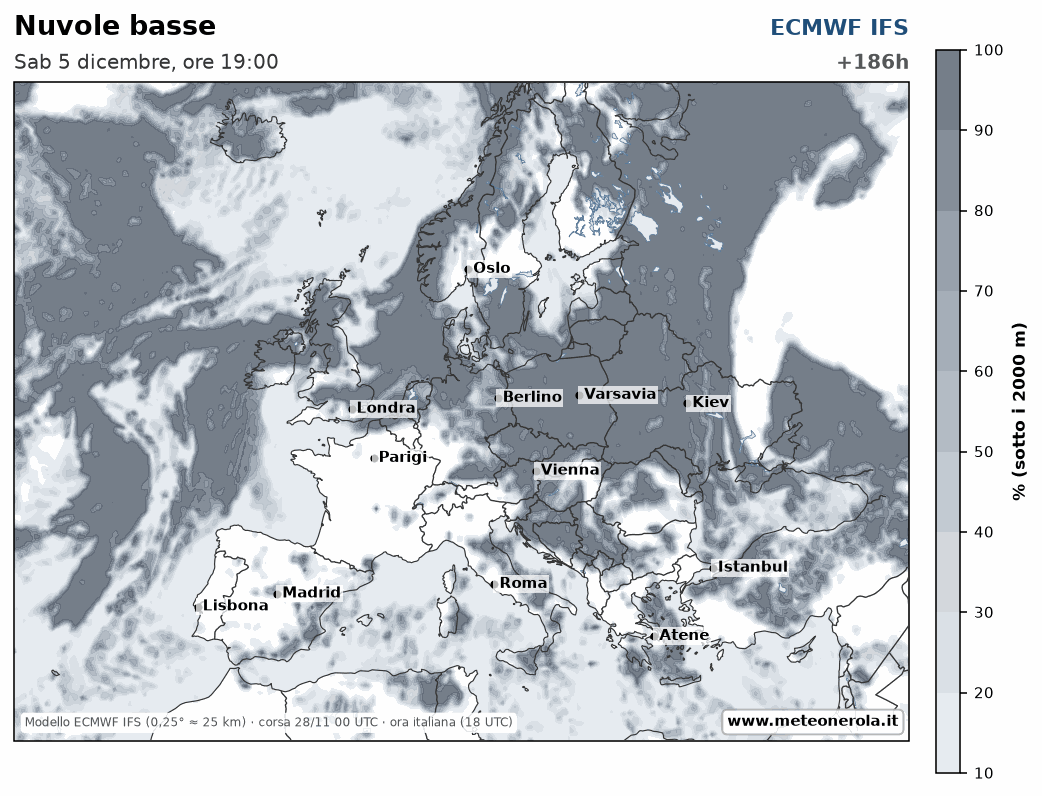 Nuvole basse
ECMWF IFS
Sab 5 dicembre, ore 19:00
+186h
Oslo
Londra
Berlino
Varsavia
Kiev
Parigi
Vienna
Istanbul
Roma
Madrid
Lisbona
Atene
Modello ECMWF IFS (0,25° ≈ 25 km) · corsa 28/11 00 UTC · ora italiana (18 UTC)
www.meteonerola.it
100
90
80
70
60
50
40
30
20
10
% (sotto i 2000 m)